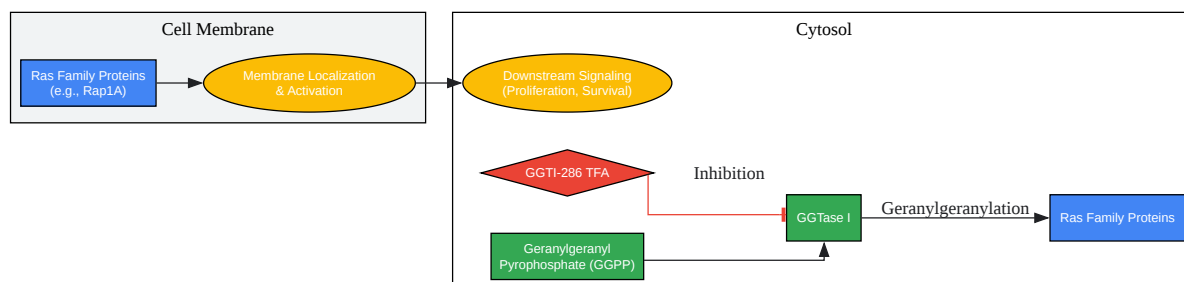 Cell Membrane
Cytosol
Ras Family Proteins
(e.g., Rap1A)
Membrane Localization
& Activation
Downstream Signaling
(Proliferation, Survival)
GGTI-286 TFA
Inhibition
GGTase I
Geranylgeranylation
Ras Family Proteins
Geranylgeranyl
Pyrophosphate (GGPP)